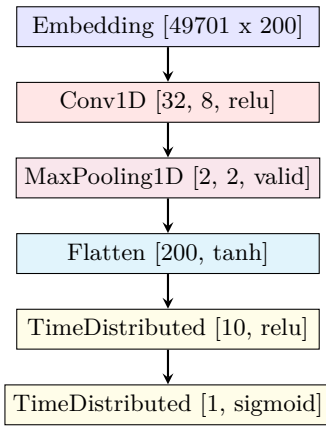 Embedding [49701 x 200]
Conv1D [32, 8, relu]
MaxPooling1D [2, 2, valid]
Flatten [200, tanh]
TimeDistributed [10, relu]
TimeDistributed [1, sigmoid]